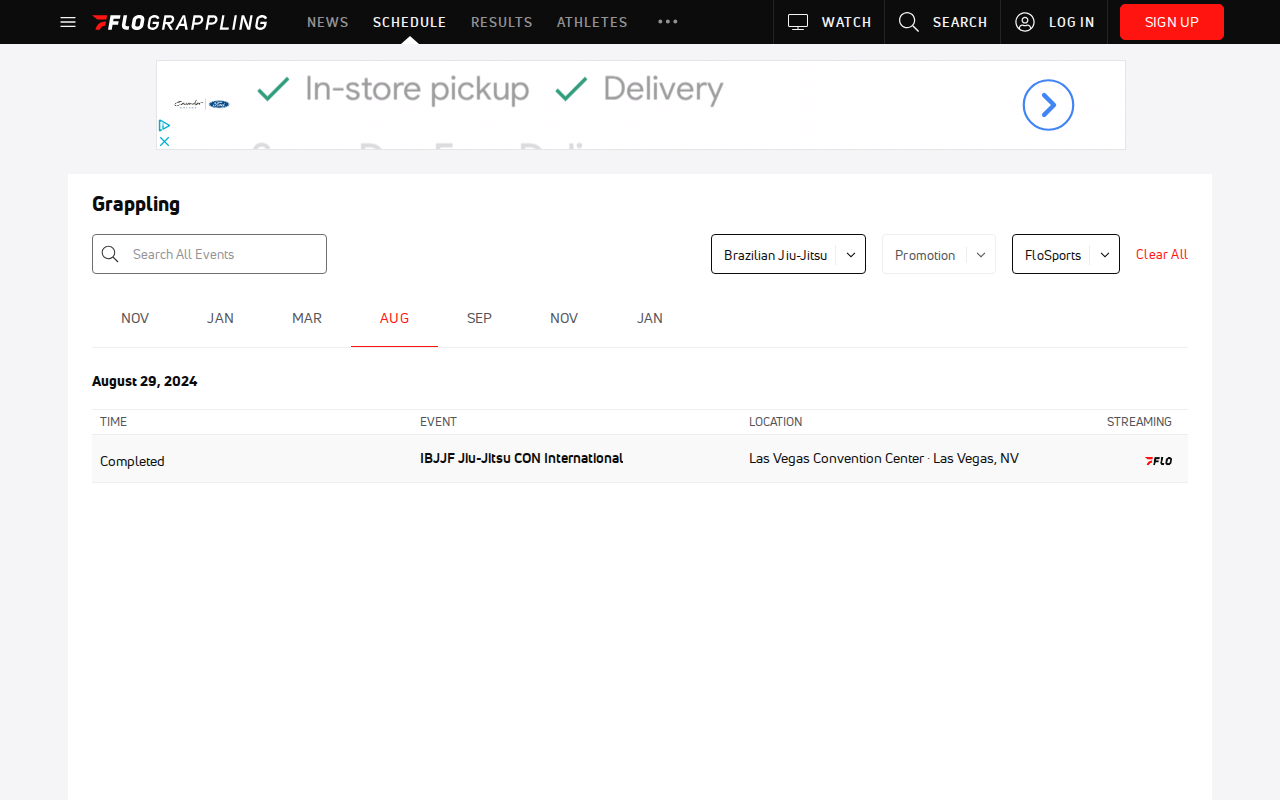 FLOGRAPPLING NEWS SCHEDULE RESULTS ATHLETES WATCH SEARCH LOG IN SIGN UP
In-store pickup Delivery
Grappling
Search All Events Brazilian Jiu-Jitsu Promotion FloSports Clear All
NOV JAN MAR AUG SEP NOV JAN
August 29, 2024
TIME EVENT LOCATION STREAMING
Completed IBJJF Jiu-Jitsu CON International Las Vegas Convention Center · Las Vegas, NV FLO